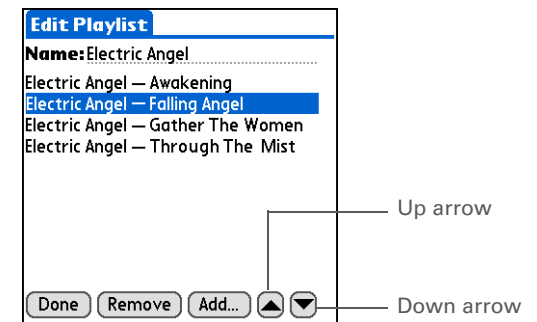 Edit Playlist
Name: Electric Angel
Electric Angel — Awakening
Electric Angel — Falling Angel
Electric Angel — Gather The Women
Electric Angel — Through The Mist
Up arrow
Done Remove Add... Down arrow